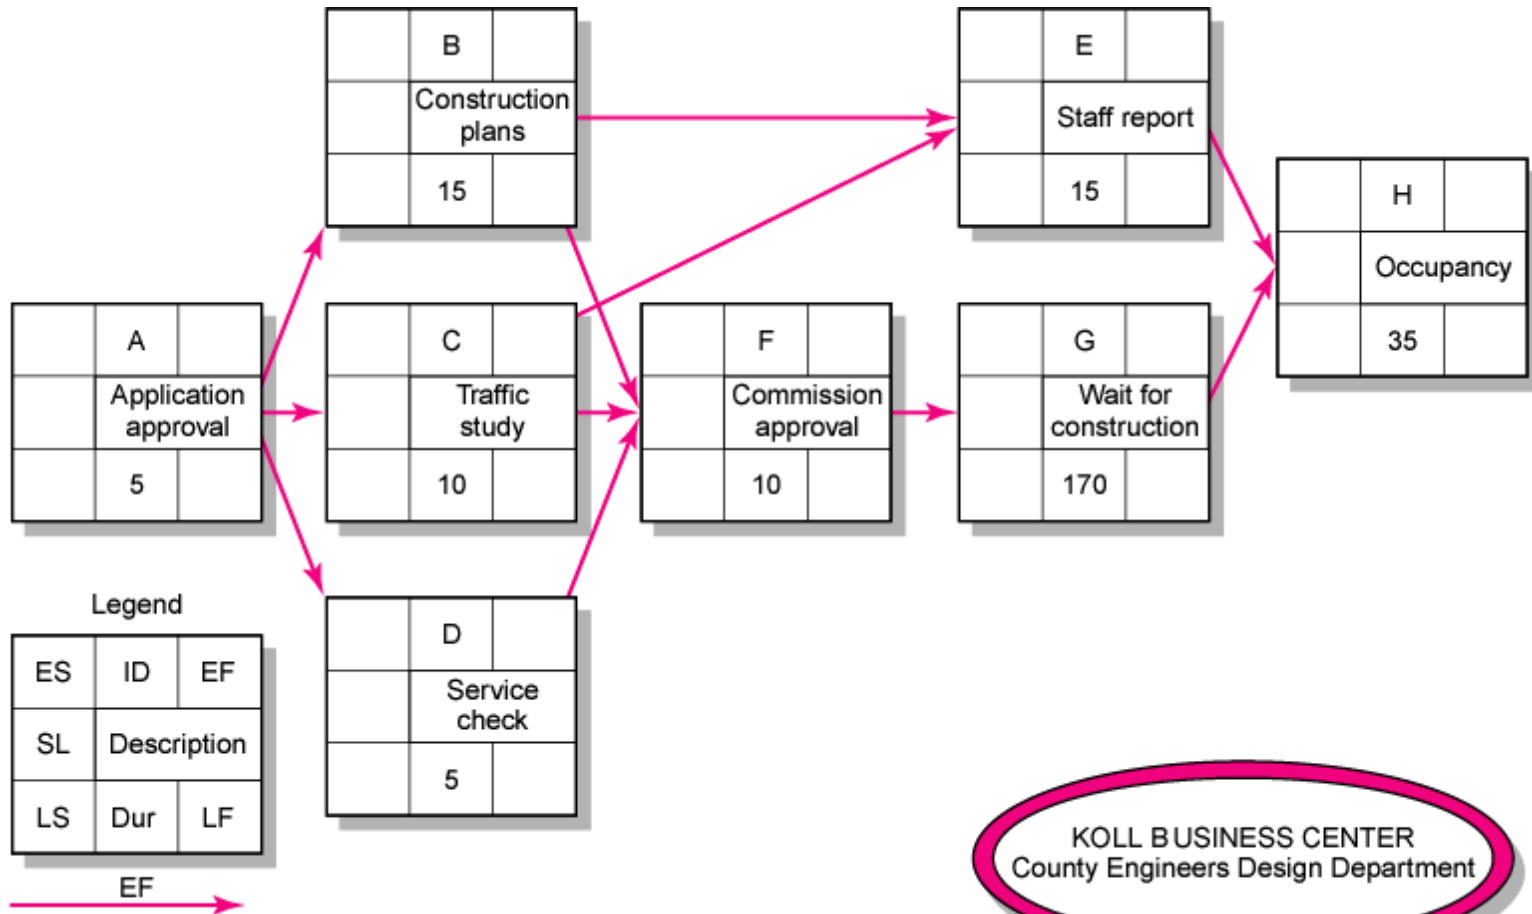 B
Construction
plans
15
E
Staff report
15
H
Occupancy
35
A
Application
approval
5
C
Traffic
study
10
F
Commission
approval
10
G
Wait for
construction
170
D
Service
check
5
Legend
ES ID EF
SL Description
LS Dur LF
EF
KOLL BUSINESS CENTER
County Engineers Design Department